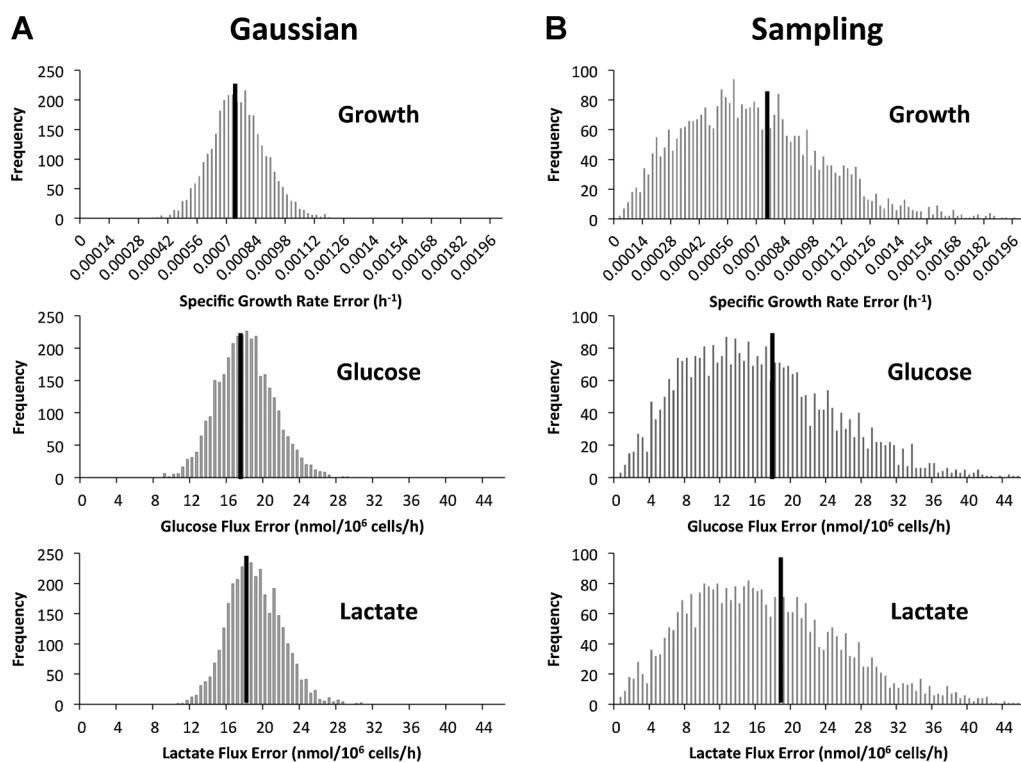 A
Gaussian
250
200
150
100
50
0
Frequency
Growth
0 0.00014 0.00028 0.00042 0.00056 0.0007 0.00084 0.00098 0.00112 0.00126 0.0014 0.00154 0.00168 0.00182 0.00196
Specific Growth Rate Error (h⁻¹)
250
200
150
100
50
0
Frequency
Glucose
0 4 8 12 16 20 24 28 32 36 40 44
Glucose Flux Error (nmol/10⁶ cells/h)
250
200
150
100
50
0
Frequency
Lactate
0 4 8 12 16 20 24 28 32 36 40 44
Lactate Flux Error (nmol/10⁶ cells/h)
B
Sampling
100
80
60
40
20
0
Frequency
Growth
0 0.00014 0.00028 0.00042 0.00056 0.0007 0.00084 0.00098 0.00112 0.00126 0.0014 0.00154 0.00168 0.00182 0.00196
Specific Growth Rate Error (h⁻¹)
100
80
60
40
20
0
Frequency
Glucose
0 4 8 12 16 20 24 28 32 36 40 44
Glucose Flux Error (nmol/10⁶ cells/h)
100
80
60
40
20
0
Frequency
Lactate
0 4 8 12 16 20 24 28 32 36 40 44
Lactate Flux Error (nmol/10⁶ cells/h)